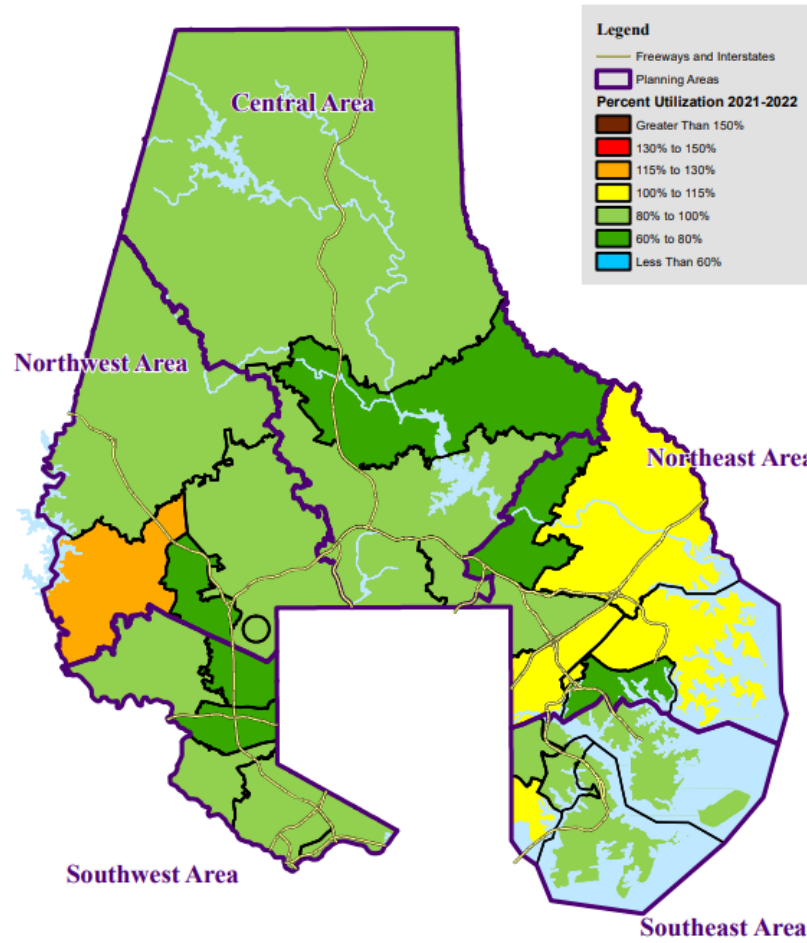 Legend
Freeways and Interstates
Planning Areas
Percent Utilization 2021-2022
Greater Than 150%
130% to 150%
115% to 130%
100% to 115%
80% to 100%
60% to 80%
Less Than 60%
Central Area
Northwest Area
Northeast Area
Southwest Area
Southeast Area